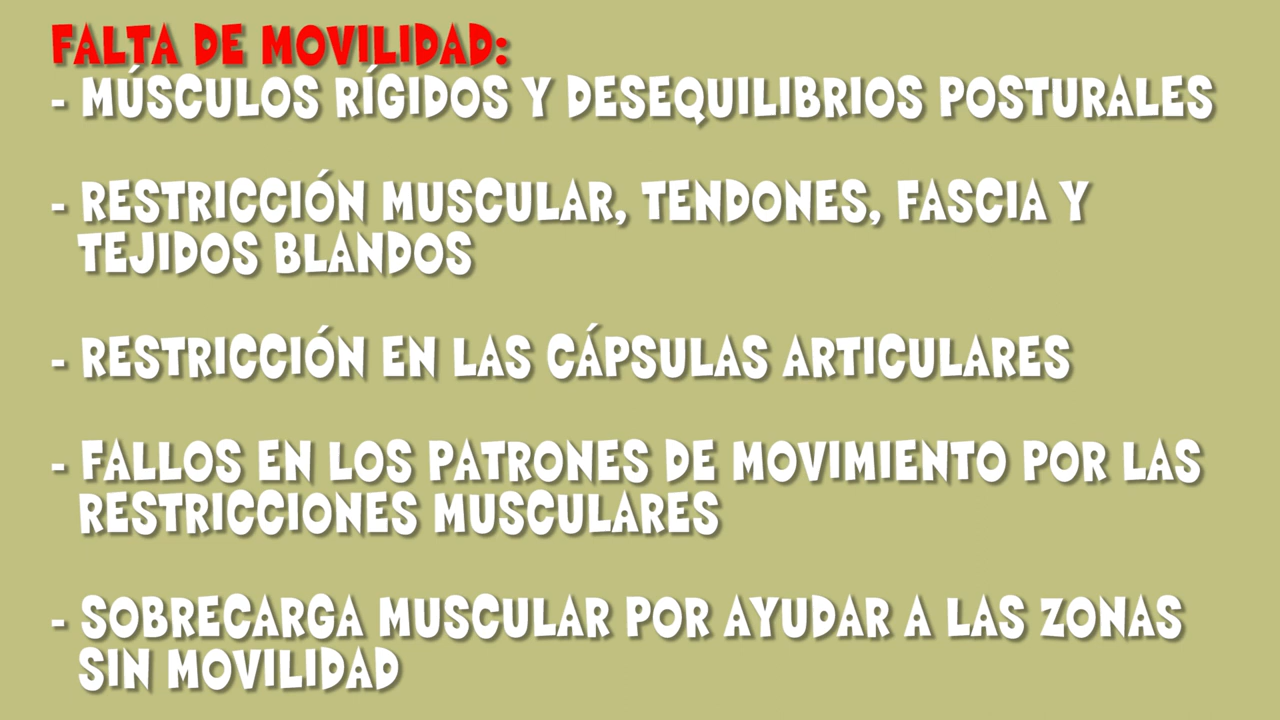 FALTA DE MOVILIDAD:
- MÚSCULOS RÍGIDOS Y DESEQUILIBRIOS POSTURALES
- RESTRICCIÓN MUSCULAR, TENDONES, FASCIA Y
TEJIDOS BLANDOS
- RESTRICCIÓN EN LAS CÁPSULAS ARTICULARES
- FALLOS EN LOS PATRONES DE MOVIMIENTO POR LAS
RESTRICCIONES MUSCULARES
- SOBRECARGA MUSCULAR POR AYUDAR A LAS ZONAS
SIN MOVILIDAD